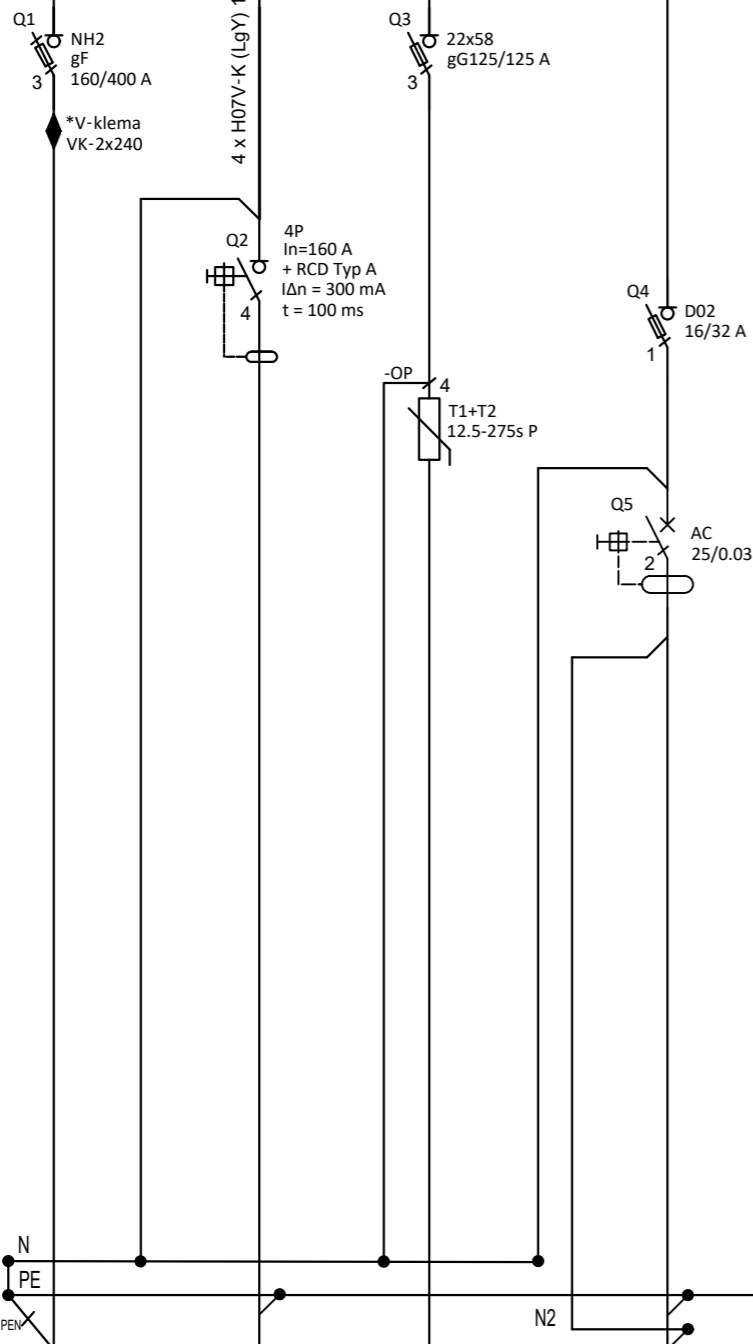 Q1
NH2
gF
160/400 A
3
*V-klema
VK-2x240
4 x H07V-K (LgY) 1
Q2
4P
In=160 A
+ RCD Typ A
IΔn = 300 mA
t = 100 ms
4
Q3
22x58
gG125/125 A
3
-OP
4
T1+T2
12.5-275s P
Q4
D02
16/32 A
1
Q5
AC
25/0.03
2
N
PE
PEN
N2